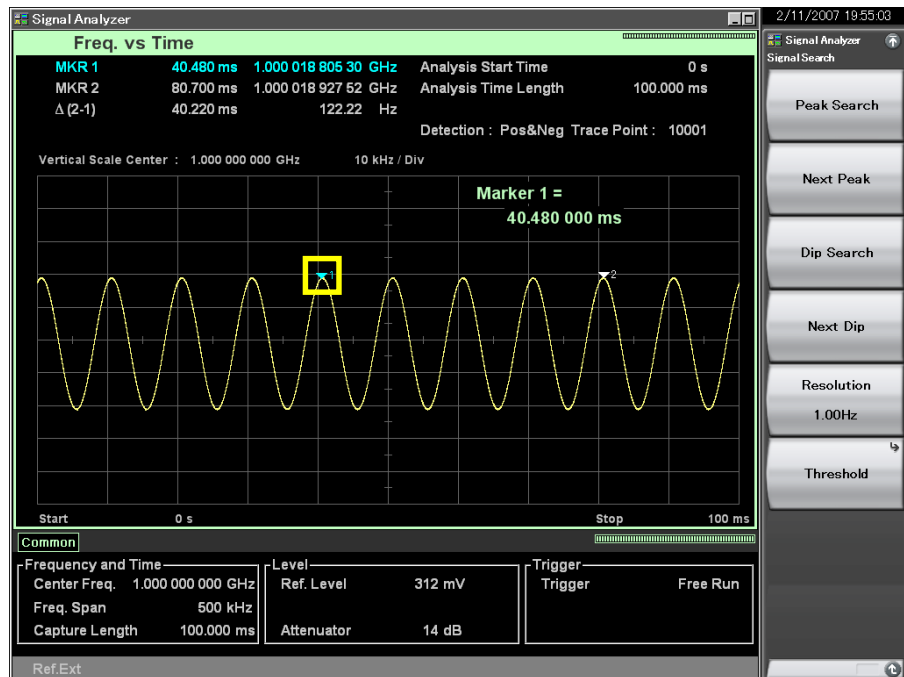 Signal Analyzer
2/11/2007 19:55:03
Freq. vs Time
MKR 1 40.480 ms 1.000 018 805 30 GHz Analysis Start Time 0 s
MKR 2 80.700 ms 1.000 018 927 52 GHz Analysis Time Length 100.000 ms
Δ (2-1) 40.220 ms 122.22 Hz
Detection : Pos&Neg Trace Point : 10001
Vertical Scale Center : 1.000 000 000 GHz 10 kHz / Div
Marker 1 =
40.480 000 ms
1
2
Start 0 s Stop 100 ms
Common
Frequency and Time
Center Freq. 1.000 000 000 GHz
Freq. Span 500 kHz
Capture Length 100.000 ms
Level
Ref. Level 312 mV
Attenuator 14 dB
Trigger
Trigger Free Run
Ref.Ext
Signal Analyzer
Signal Search
Peak Search
Next Peak
Dip Search
Next Dip
Resolution
1.00Hz
Threshold